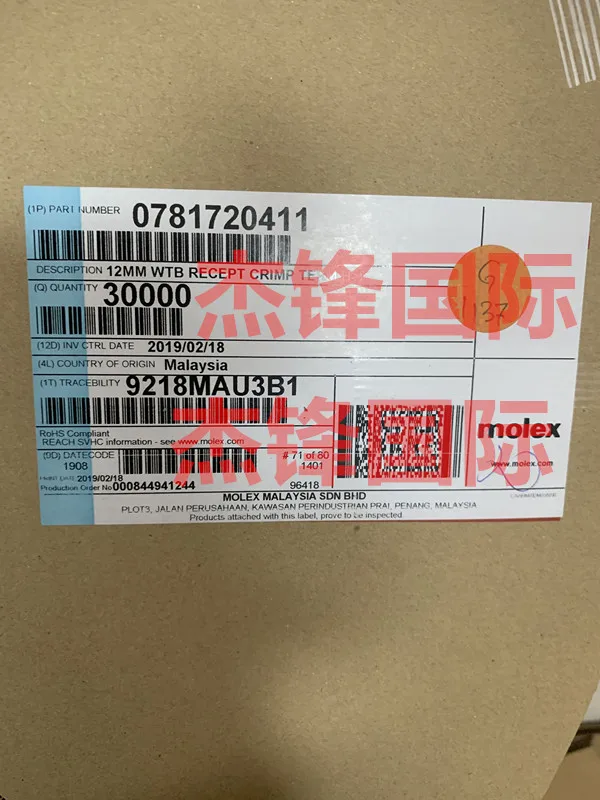 (1P) PART NUMBER 0781720411
DESCRIPTION 12MM WTB RECEPT CRIMP
(Q) QUANTITY 30000
杰锋国际
G
1137
(12D) INV CTRL DATE 2019/02/18
(4L) COUNTRY OF ORIGIN Malaysia
(1T) TRACEBILITY 9218MAU3B1
杰锋国际
RoHS Compliant
REACH SVHC information - see www.molex.com
molex
www.molex.com
(9D) DATECODE
1908
# 71 of 80
1401
PRINT DATE 2019/02/18
Production Order No 000844941244
96418
MOLEX MALAYSIA SDN BHD
PLOT3, JALAN PERUSAHAAN, KAWASAN PERINDUSTRIAN PRAI, PENANG, MALAYSIA
Products attached with this label, prove to be inspected.